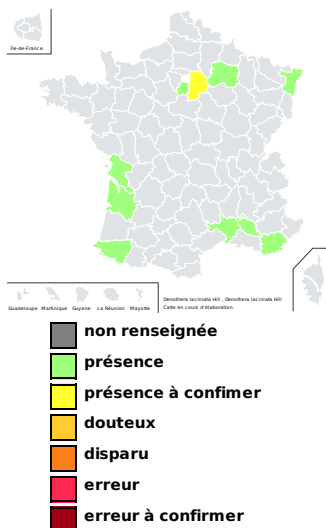 Île-de-France
Guadeloupe Martinique Guyane La Réunion Mayotte
Oenothera laciniata Hill , Oenothera laciniata Hill
Carte en cours d'élaboration.
non renseignée
présence
présence à confimer
douteux
disparu
erreur
erreur à confirmer